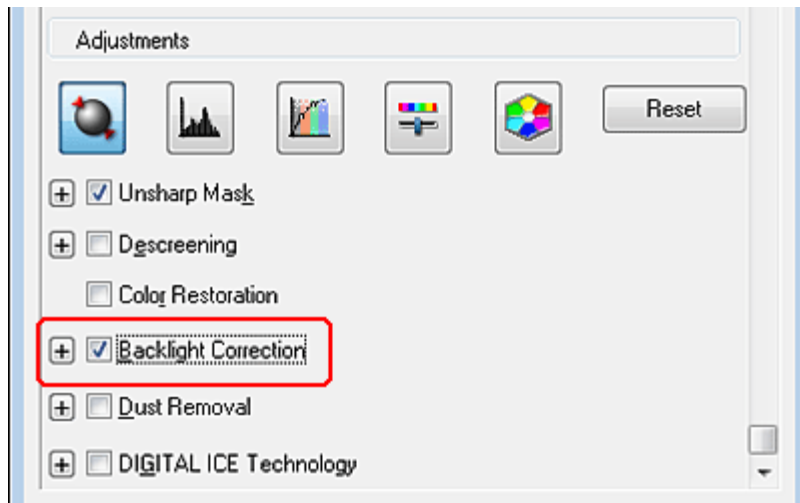 Adjustments
Reset
Unsharp Mask
Descreening
Color Restoration
Backlight Correction
Dust Removal
DIGITAL ICE Technology